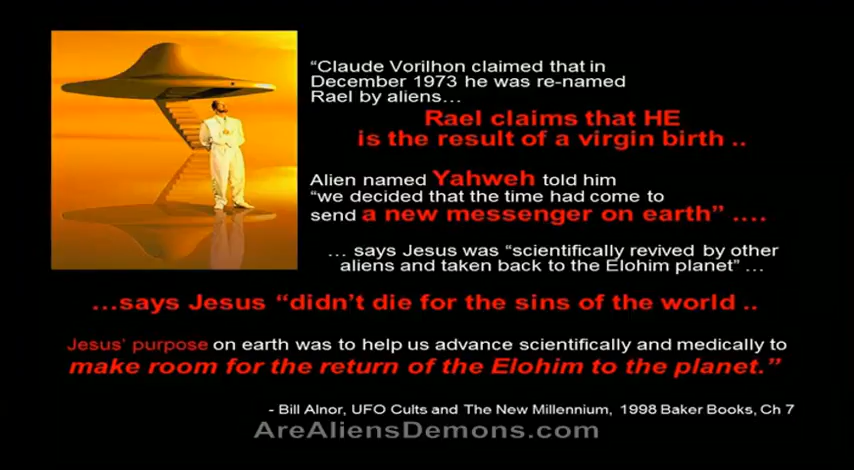 “Claude Vorilhon claimed that in
December 1973 he was re-named
Rael by aliens…
Rael claims that HE
is the result of a virgin birth ..
Alien named Yahweh told him
“we decided that the time had come to
send a new messenger on earth” ….
… says Jesus was “scientifically revived by other
aliens and taken back to the Elohim planet” …
…says Jesus “didn’t die for the sins of the world ..
Jesus’ purpose on earth was to help us advance scientifically and medically to
make room for the return of the Elohim to the planet.”
- Bill Alnor, UFO Cults and The New Millennium, 1998 Baker Books, Ch 7
AreAliensDemons.com